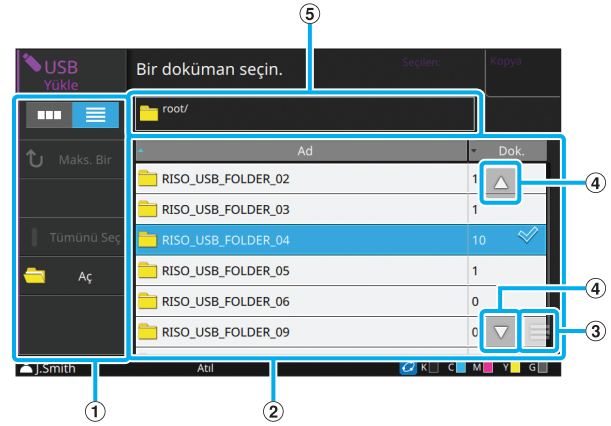 ⑤
USB
Yükle
Bir doküman seçin.
Seçilen:
Kopya
root/
Maks. Bir
Tümünü Seç
Aç
Ad
Dok.
RISO_USB_FOLDER_02
1
④
RISO_USB_FOLDER_03
1
RISO_USB_FOLDER_04
10
RISO_USB_FOLDER_05
1
④
RISO_USB_FOLDER_06
0
RISO_USB_FOLDER_09
0
③
J.Smith
Atıl
K C M Y G
①
②